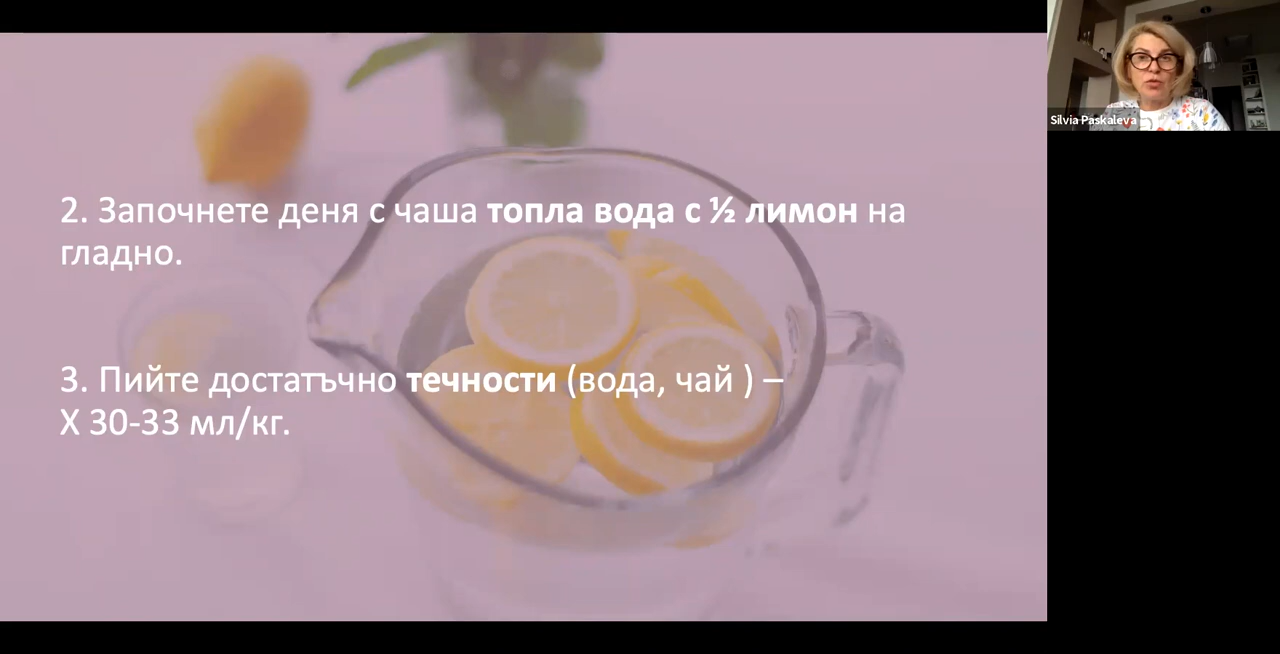 2. Започнете деня с чаша топла вода с ½ лимон на
гладно.
3. Пийте достатъчно течности (вода, чай ) –
Х 30-33 мл/кг.
Silvia Paskaleva